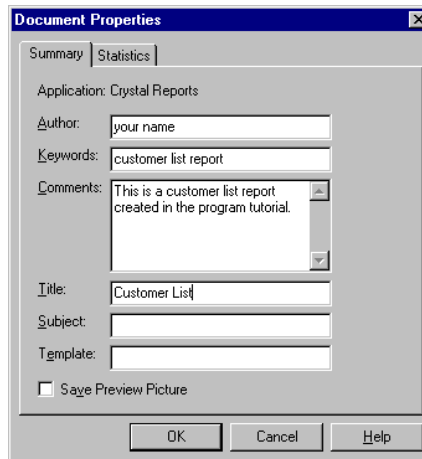 Document Properties
Summary Statistics
Application: Crystal Reports
Author: your name
Keywords: customer list report
Comments: This is a customer list report
created in the program tutorial.
Title: Customer List
Subject:
Template:
Save Preview Picture
OK Cancel Help